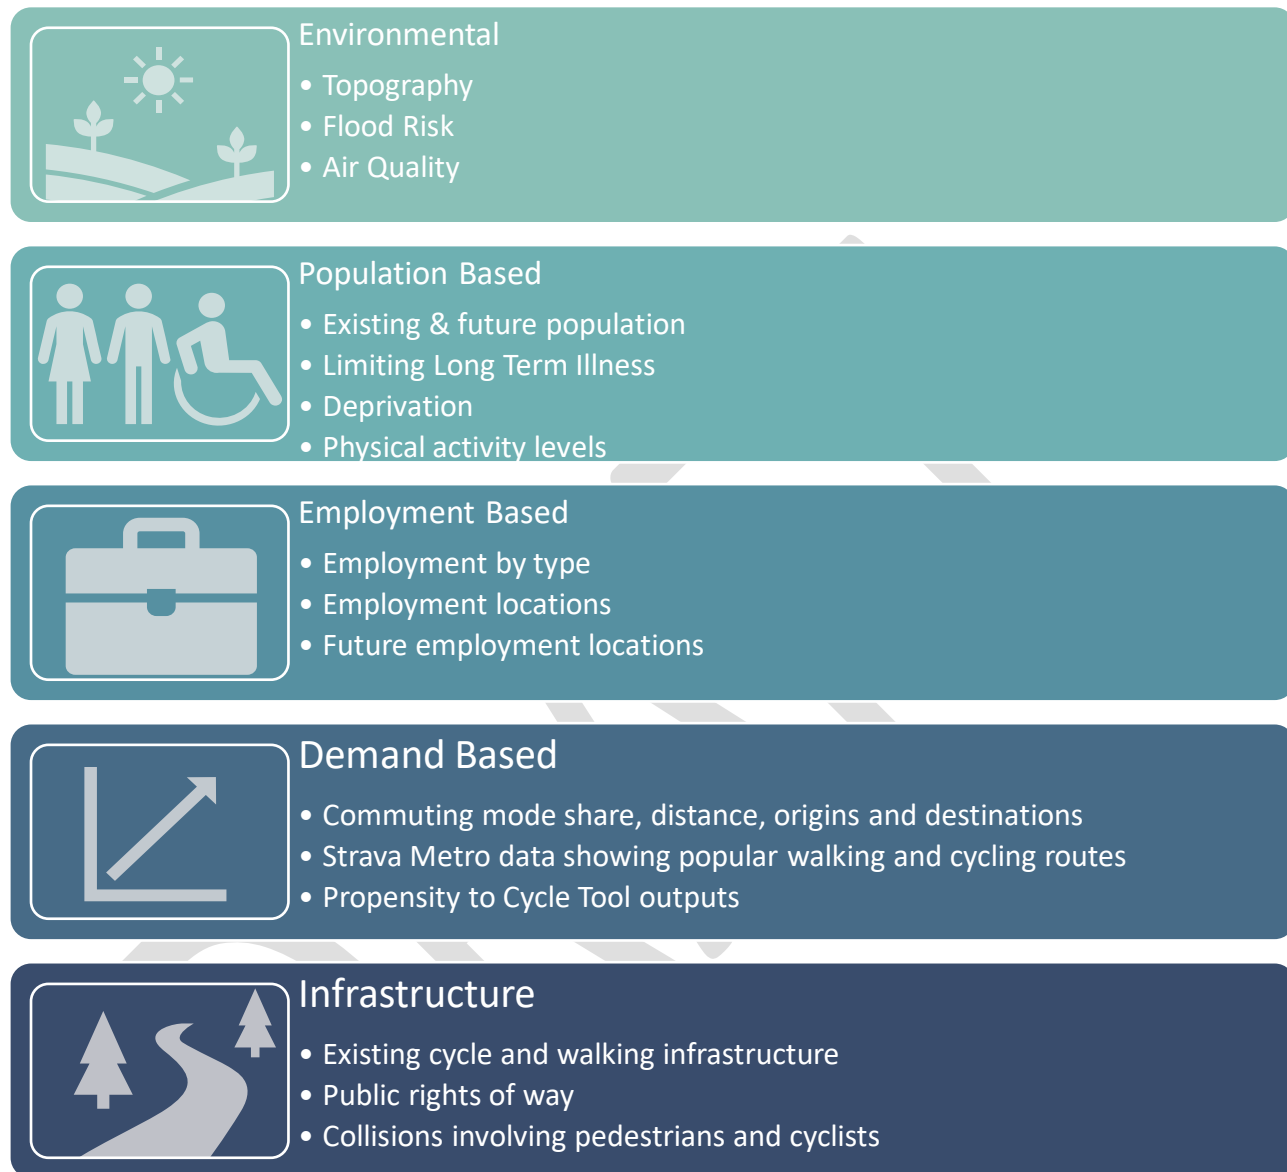 Environmental
• Topography
• Flood Risk
• Air Quality
Population Based
• Existing & future population
• Limiting Long Term Illness
• Deprivation
• Physical activity levels
Employment Based
• Employment by type
• Employment locations
• Future employment locations
Demand Based
• Commuting mode share, distance, origins and destinations
• Strava Metro data showing popular walking and cycling routes
• Propensity to Cycle Tool outputs
Infrastructure
• Existing cycle and walking infrastructure
• Public rights of way
• Collisions involving pedestrians and cyclists